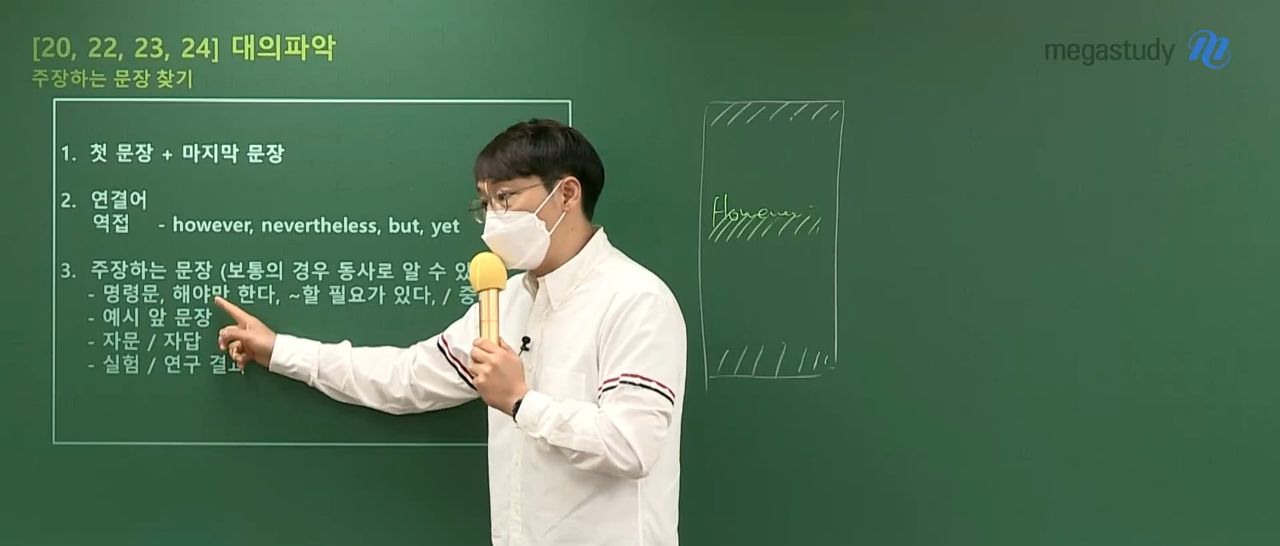 [20, 22, 23, 24] 대의파악
주장하는 문장 찾기
1. 첫 문장 + 마지막 문장
2. 연결어
역접 - however, nevertheless, but, yet
3. 주장하는 문장 (보통의 경우 동사로 알 수
- 명령문, 해야만 한다, ~할 필요가 있다, /
- 예시 앞 문장
- 자문 / 자답
- 실험 / 연구
megastudy
However